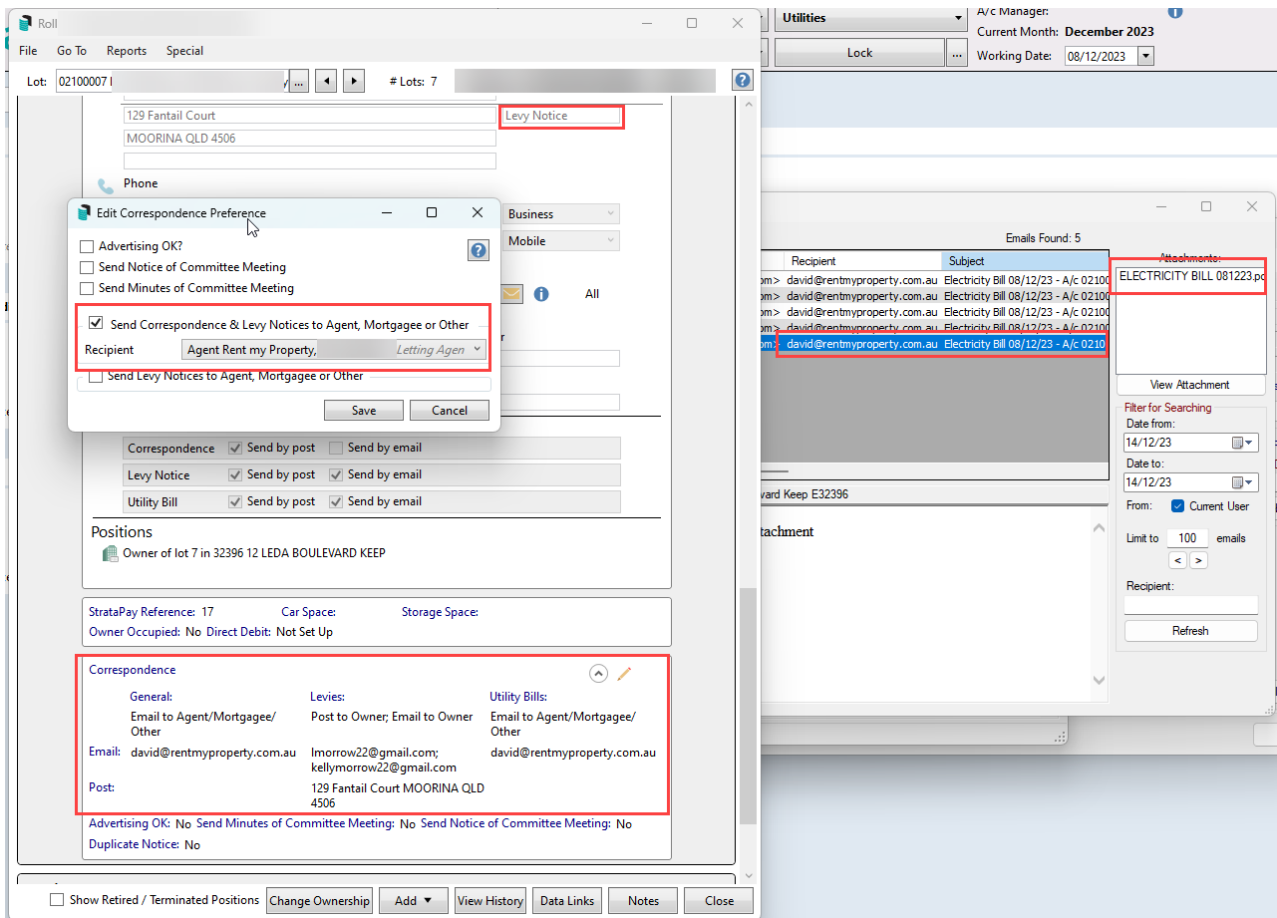 Roll
File Go To Reports Special
Lot: 02100007 ... # Lots: 7
129 Fantail Court
Levy Notice
MOORINA QLD 4506
Phone
Business
Mobile
All
Edit Correspondence Preference
Advertising OK?
Send Notice of Committee Meeting
Send Minutes of Committee Meeting
Send Correspondence & Levy Notices to Agent, Mortgagee or Other
Recipient Agent Rent my Property, Letting Agen
Send Levy Notices to Agent, Mortgagee or Other
Save Cancel
Correspondence Send by post Send by email
Levy Notice Send by post Send by email
Utility Bill Send by post Send by email
Positions
Owner of lot 7 in 32396 12 LEDA BOULEVARD KEEP
StrataPay Reference: 17 Car Space: Storage Space:
Owner Occupied: No Direct Debit: Not Set Up
Correspondence
General: Levies: Utility Bills:
Email to Agent/Mortgagee/ Post to Owner; Email to Owner Email to Agent/Mortgagee/
Other Other
Email: david@rentmyproperty.com.au lmorrow22@gmail.com; david@rentmyproperty.com.au
kellymorrow22@gmail.com
Post: 129 Fantail Court MOORINA QLD
4506
Advertising OK: No Send Minutes of Committee Meeting: No Send Notice of Committee Meeting: No
Duplicate Notice: No
Show Retired / Terminated Positions Change Ownership Add View History Data Links Notes Close
Utilities
Lock ...
A/c Manager:
Current Month: December 2023
Working Date: 08/12/2023
Emails Found: 5
Recipient Subject
om> david@rentmyproperty.com.au Electricity Bill 08/12/23 - A/c 02100
om> david@rentmyproperty.com.au Electricity Bill 08/12/23 - A/c 02100
om> david@rentmyproperty.com.au Electricity Bill 08/12/23 - A/c 02100
om> david@rentmyproperty.com.au Electricity Bill 08/12/23 - A/c 02100
om> david@rentmyproperty.com.au Electricity Bill 08/12/23 - A/c 0210
Attachments:
ELECTRICITY BILL 081223.pd
View Attachment
Filter for Searching
Date from:
14/12/23
Date to:
14/12/23
From: Current User
Limit to 100 emails
< >
Recipient:
Refresh
vard Keep E32396
tachment